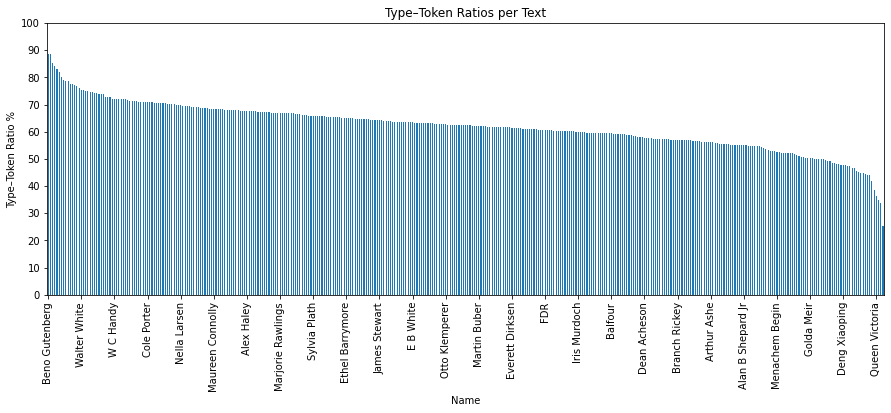 Type–Token Ratios per Text
Type–Token Ratio %
100
90
80
70
60
50
40
30
20
10
0
Beno Gutenberg
Walter White
W C Handy
Cole Porter
Nella Larsen
Maureen Connolly
Alex Haley
Marjorie Rawlings
Sylvia Plath
Ethel Barrymore
James Stewart
E B White
Otto Klemperer
Martin Buber
Everett Dirksen
FDR
Iris Murdoch
Balfour
Dean Acheson
Branch Rickey
Arthur Ashe
Alan B Shepard Jr
Menachem Begin
Golda Meir
Deng Xiaoping
Queen Victoria
Name